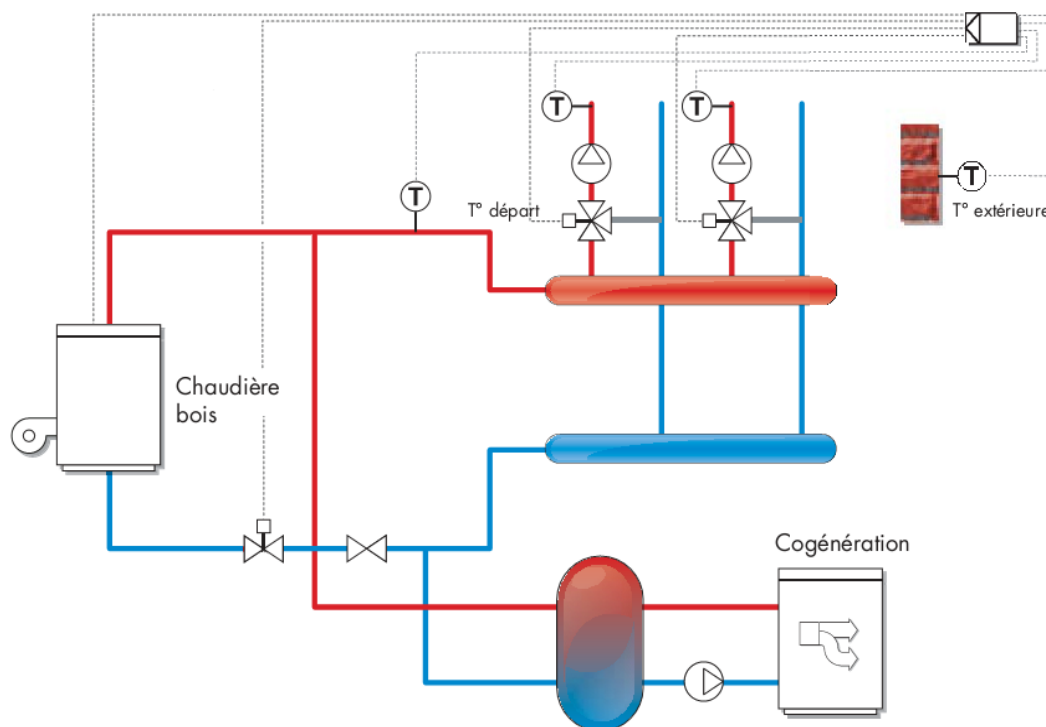 T
T
T
T° départ
T
T° extérieure
Chaudière
bois
Cogénération